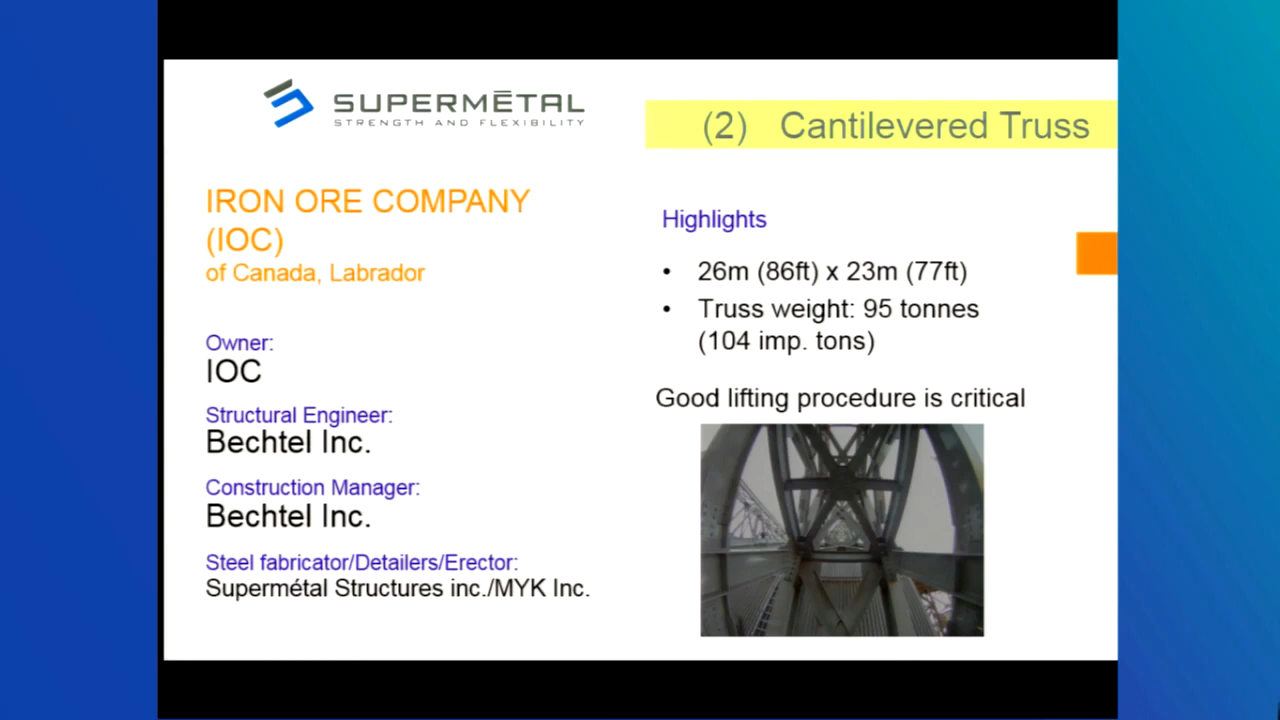 SUPERMĒTAL
STRENGTH AND FLEXIBILITY
(2) Cantilevered Truss
IRON ORE COMPANY
(IOC)
of Canada, Labrador
Owner:
IOC
Structural Engineer:
Bechtel Inc.
Construction Manager:
Bechtel Inc.
Steel fabricator/Detailers/Erector:
Supermétal Structures inc./MYK Inc.
Highlights
• 26m (86ft) x 23m (77ft)
• Truss weight: 95 tonnes
(104 imp. tons)
Good lifting procedure is critical